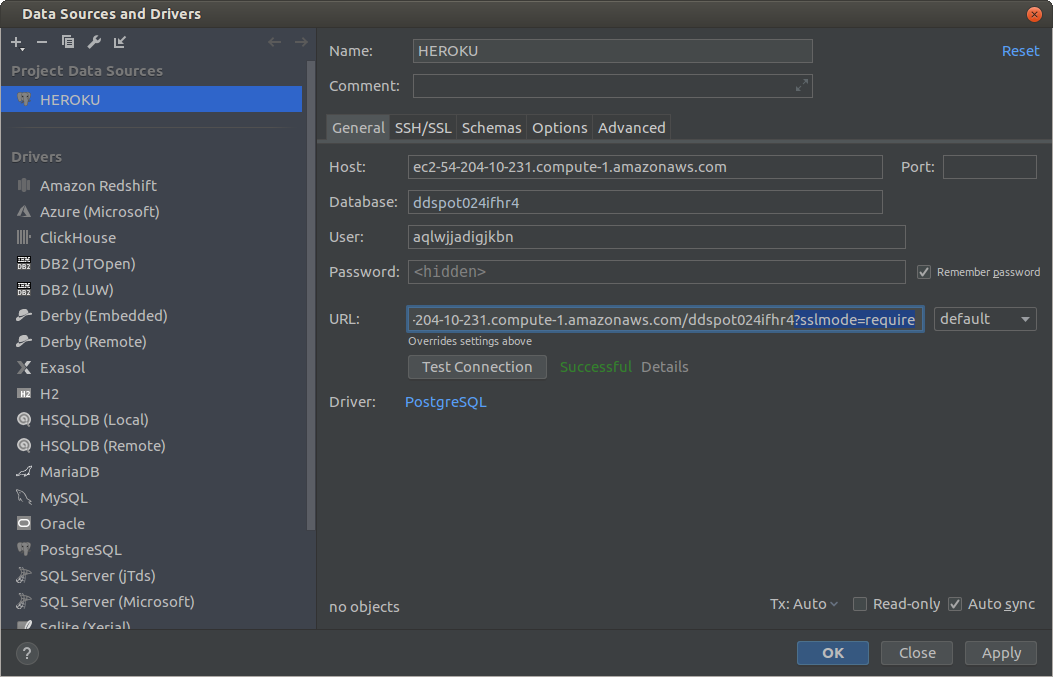 Data Sources and Drivers
Project Data Sources
HEROKU
Drivers
Amazon Redshift
Azure (Microsoft)
ClickHouse
DB2 (JTOpen)
DB2 (LUW)
Derby (Embedded)
Derby (Remote)
Exasol
H2
HSQLDB (Local)
HSQLDB (Remote)
MariaDB
MySQL
Oracle
PostgreSQL
SQL Server (jTds)
SQL Server (Microsoft)
Sqlite (Xerial)
Name: HEROKU Reset
Comment:
General SSH/SSL Schemas Options Advanced
Host: ec2-54-204-10-231.compute-1.amazonaws.com Port:
Database: ddspot024ifhr4
User: aqlwjjadigjkbn
Password: <hidden> Remember password
URL: -204-10-231.compute-1.amazonaws.com/ddspot024ifhr4?sslmode=require default
Overrides settings above
Test Connection Successful Details
Driver: PostgreSQL
no objects Tx: Auto Read-only Auto sync
? OK Close Apply